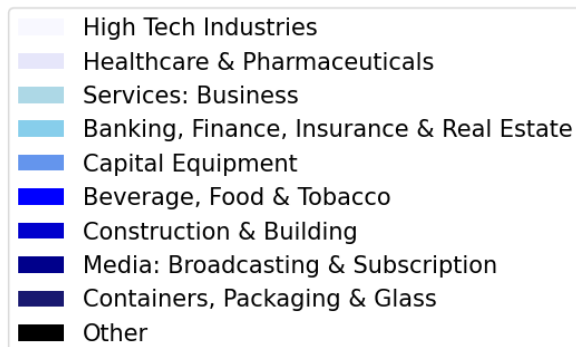 High Tech Industries
Healthcare & Pharmaceuticals
Services: Business
Banking, Finance, Insurance & Real Estate
Capital Equipment
Beverage, Food & Tobacco
Construction & Building
Media: Broadcasting & Subscription
Containers, Packaging & Glass
Other